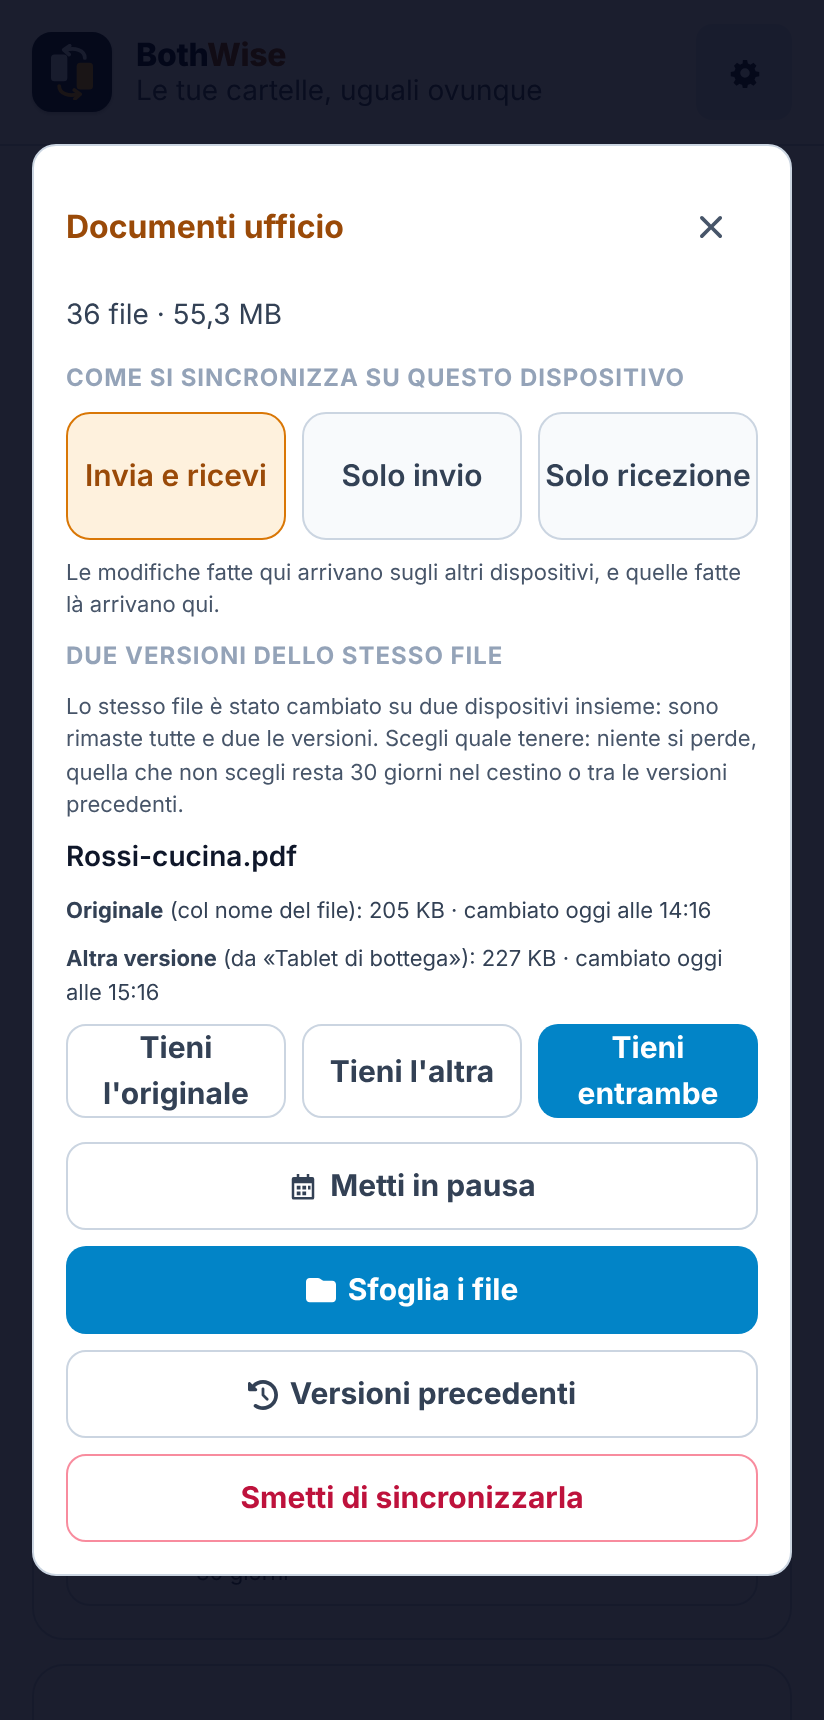 BothWise
Le tue cartelle, uguali ovunque
Documenti ufficio
36 file · 55,3 MB
COME SI SINCRONIZZA SU QUESTO DISPOSITIVO
Invia e ricevi
Solo invio
Solo ricezione
Le modifiche fatte qui arrivano sugli altri dispositivi, e quelle fatte
là arrivano qui.
DUE VERSIONI DELLO STESSO FILE
Lo stesso file è stato cambiato su due dispositivi insieme: sono
rimaste tutte e due le versioni. Scegli quale tenere: niente si perde,
quella che non scegli resta 30 giorni nel cestino o tra le versioni
precedenti.
Rossi-cucina.pdf
Originale (col nome del file): 205 KB · cambiato oggi alle 14:16
Altra versione (da «Tablet di bottega»): 227 KB · cambiato oggi
alle 15:16
Tieni
l'originale
Tieni l'altra
Tieni
entrambe
Metti in pausa
Sfoglia i file
Versioni precedenti
Smetti di sincronizzarla